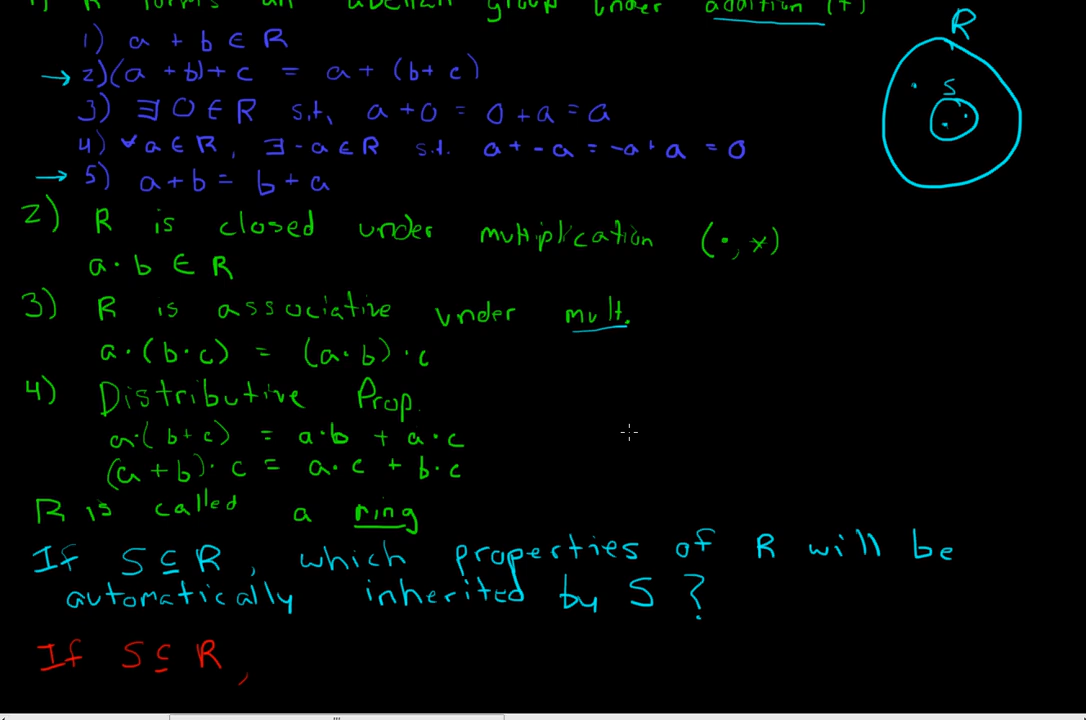 1) R forms an abelian group under addition (+)
1) a + b ∈ R
→ 2) (a + b) + c = a + (b + c)
3) ∃ 0 ∈ R s.t. a + 0 = 0 + a = a
4) ∀ a ∈ R, ∃ -a ∈ R s.t. a + -a = -a + a = 0
→ 5) a + b = b + a
R
S
2) R is closed under multiplication (·, ×)
a · b ∈ R
3) R is associative under mult.
a · (b · c) = (a · b) · c
4) Distributive Prop.
a · (b + c) = a · b + a · c
(a + b) · c = a · c + b · c
R is called a ring
If S ⊆ R, which properties of R will be
automatically inherited by S ?
If S ⊆ R,